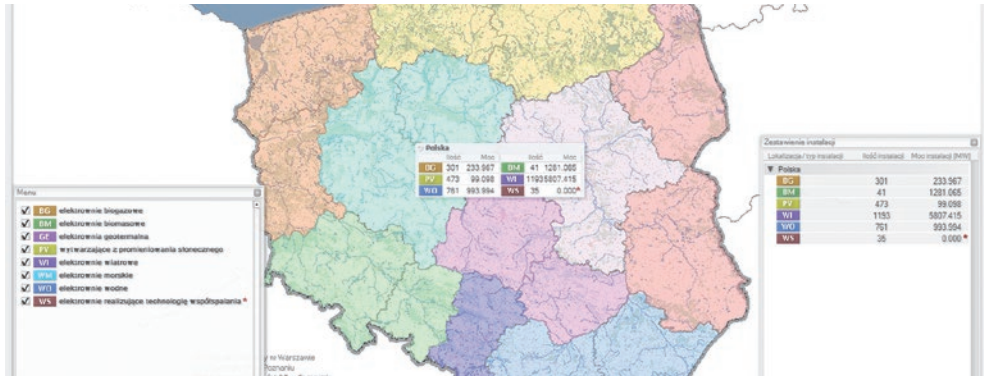 Menu
BG elektrownie biogazowe
BM elektrownie biomasowe
GE elektrownia geotermalna
PV wytwarzające z promieniowania słonecznego
WI elektrownie wiatrowe
WM elektrownie morskie
WO elektrownie wodne
WS elektrownie realizujące technologię współspalania *
Polska
Ilość Moc Ilość Moc
BG 301 233.967 BM 41 1281.065
PV 473 99.098 WI 1193 5807.415
WO 761 993.994 WS 35 0.000*
y w Warszawie
Poznaniu
Zestawienie instalacji
Lokalizacja / typ instalacji Ilość instalacji Moc instalacji [MW]
Polska
BG 301 233.967
BM 41 1281.065
PV 473 99.098
WI 1193 5807.415
WO 761 993.994
WS 35 0.000 *